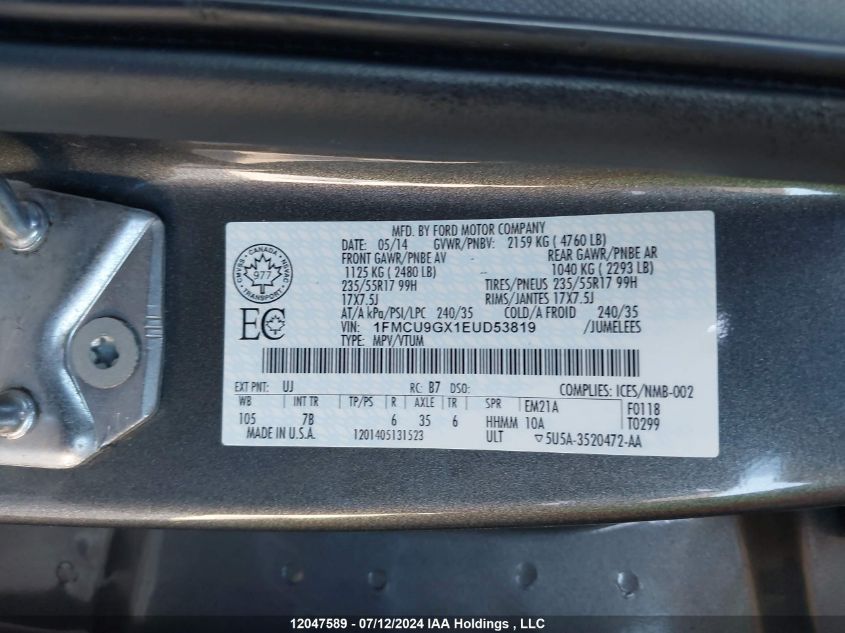 MFD. BY FORD MOTOR COMPANY
DATE: 05/14 GVWR/PNBV: 2159 KG ( 4760 LB)
FRONT GAWR/PNBE AV REAR GAWR/PNBE AR
1125 KG ( 2480 LB) 1040 KG ( 2293 LB)
235/55R17 99H TIRES/PNEUS 235/55R17 99H
17X7.5J RIMS/JANTES 17X7.5J
AT/A kPa/PSI/LPC 240/35 COLD/A FROID 240/35
VIN: 1FMCU9GX1EUD53819 /JUMELEES
TYPE: MPV/VTUM
CANADA
CMVSS 977 NSVAC
TRANSPORT
EC
EXT PNT: UJ RC: B7 DSO: COMPLIES: ICES/NMB-002
WB INT TR TP/PS R AXLE TR SPR EM21A F0118
105 7B 6 35 6 HHMM 10A T0299
MADE IN U.S.A. 1201405131523 ULT ▽5U5A-3520472-AA
12047589 - 07/12/2024 IAA Holdings , LLC